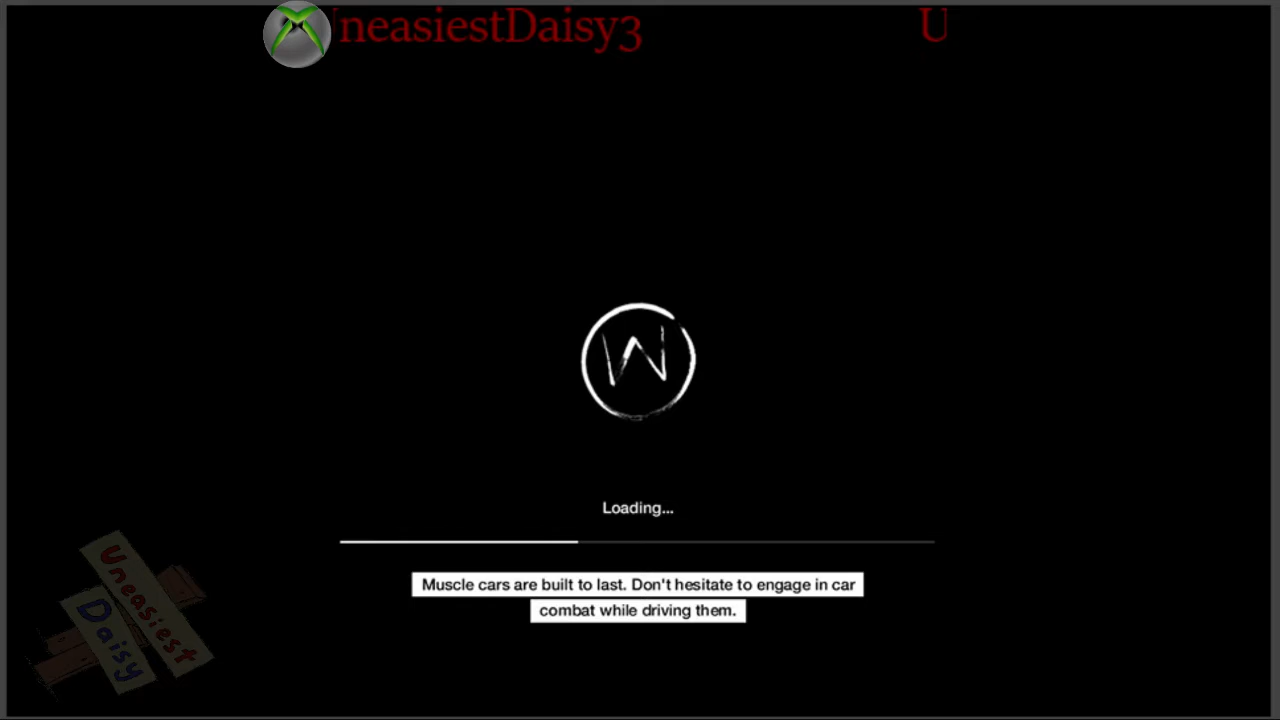 UneasiestDaisy3
U
W
Loading...
Muscle cars are built to last. Don't hesitate to engage in car
combat while driving them.
Uneasiest
Daisy